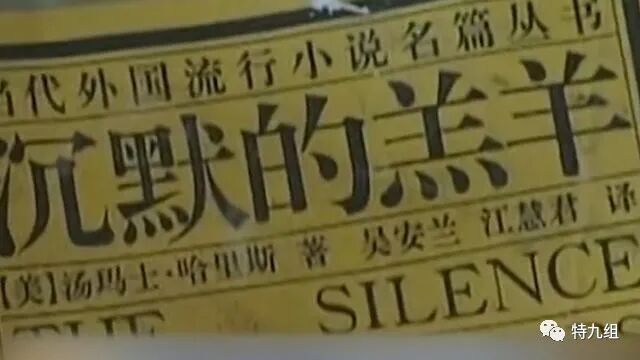 当代外国流行小说名篇丛书
沉默的羔羊
[美]汤玛士·哈里斯 著 吴安兰 江慧君 译
THE SILENCE
特九组